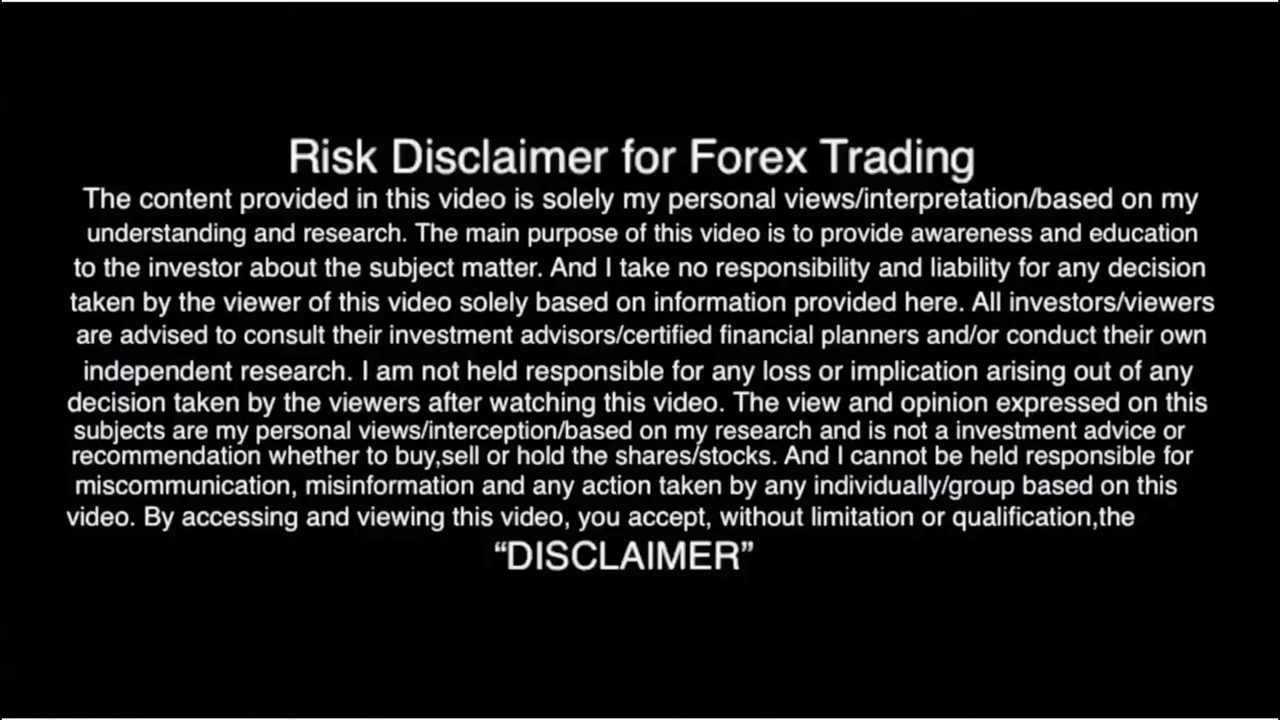 Risk Disclaimer for Forex Trading
The content provided in this video is solely my personal views/interpretation/based on my
understanding and research. The main purpose of this video is to provide awareness and education
to the investor about the subject matter. And I take no responsibility and liability for any decision
taken by the viewer of this video solely based on information provided here. All investors/viewers
are advised to consult their investment advisors/certified financial planners and/or conduct their own
independent research. I am not held responsible for any loss or implication arising out of any
decision taken by the viewers after watching this video. The view and opinion expressed on this
subjects are my personal views/interception/based on my research and is not a investment advice or
recommendation whether to buy,sell or hold the shares/stocks. And I cannot be held responsible for
miscommunication, misinformation and any action taken by any individually/group based on this
video. By accessing and viewing this video, you accept, without limitation or qualification,the
“DISCLAIMER”